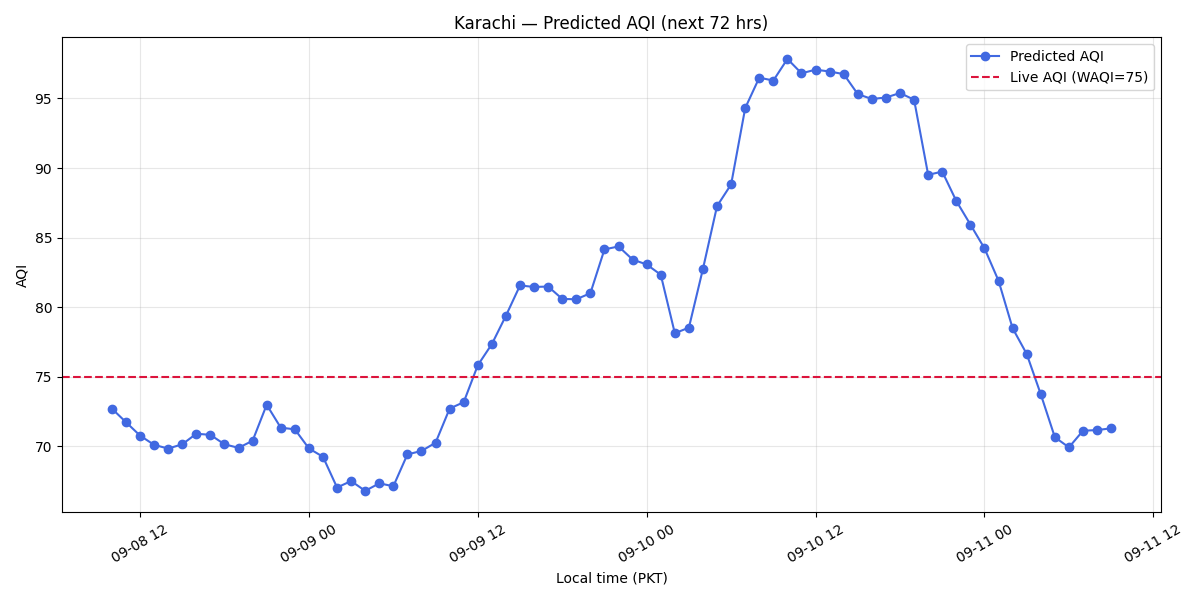 Karachi — Predicted AQI (next 72 hrs)
Predicted AQI
Live AQI (WAQI=75)
AQI
95
90
85
80
75
70
09-08 12
09-09 00
09-09 12
09-10 00
09-10 12
09-11 00
09-11 12
Local time (PKT)